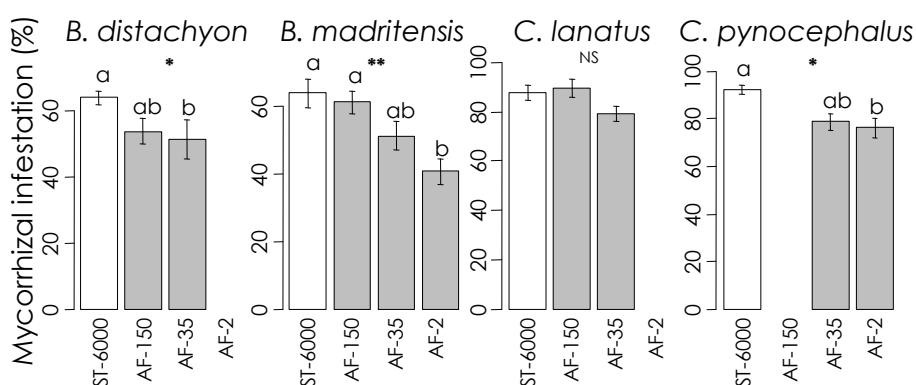 Mycorrhizal infestation (%)
B. distachyon
*
0
20
40
60
a
ab
b
ST-6000
AF-150
AF-35
AF-2
B. madritensis
**
0
20
40
60
a
a
ab
b
ST-6000
AF-150
AF-35
AF-2
C. lanatus
NS
0
20
40
60
80
100
ST-6000
AF-150
AF-35
AF-2
C. pynocephalus
*
0
20
40
60
80
100
a
ab
b
ST-6000
AF-150
AF-35
AF-2